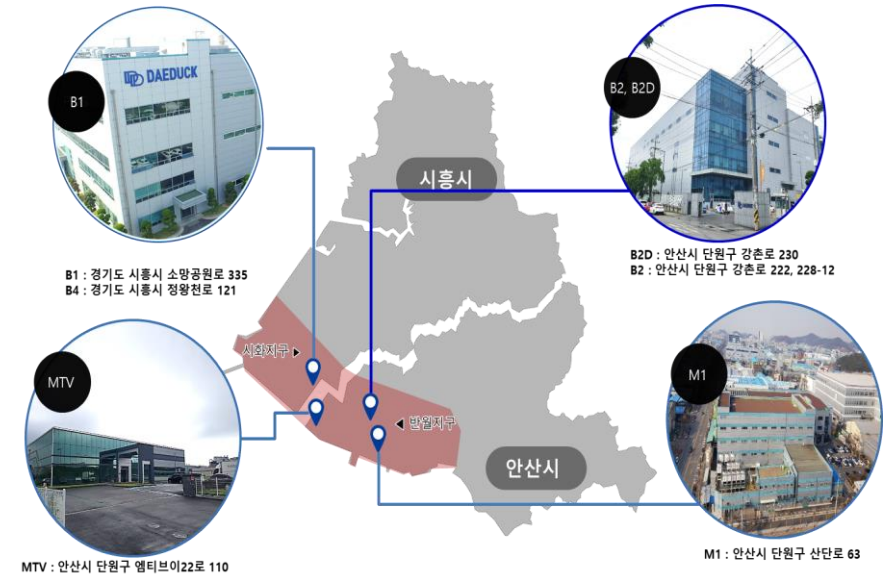 B1
DAEDUCK
B2, B2D
시흥시
B1 : 경기도 시흥시 소망공원로 335
B4 : 경기도 시흥시 정왕천로 121
B2D : 안산시 단원구 강촌로 230
B2 : 안산시 단원구 강촌로 222, 228-12
시화지구 ▶
MTV
M1
◀ 반월지구
안산시
MTV : 안산시 단원구 엠티브이22로 110
M1 : 안산시 단원구 산단로 63